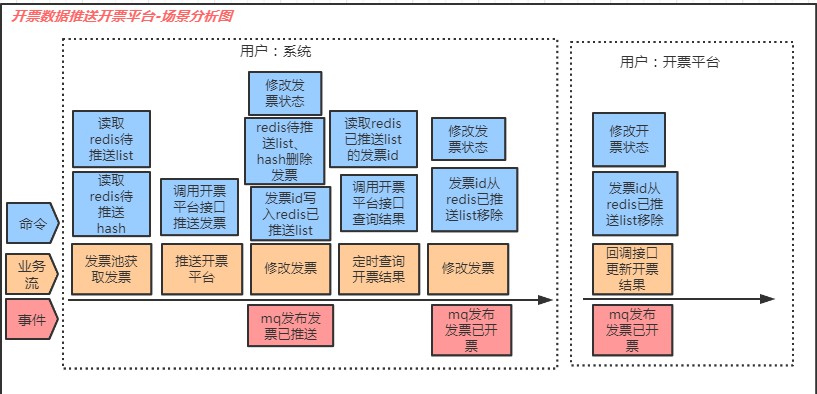 开票数据推送开票平台-场景分析图
用户：系统
用户：开票平台
修改发
票状态
读取
redis待
推送list
redis待推
送list、
hash删除
发票
读取redis
已推送list
的发票id
修改发
票状态
修改开
票状态
读取
redis待
推送
hash
调用开票
平台接口
推送发票
发票id写
入redis已
推送list
调用开票
平台接口
查询结果
发票id从
redis已推
送list移除
发票id从
redis已推
送list移除
命令
业务
流
发票池获
取发票
推送开票
平台
修改发票
定时查询
开票结果
修改发票
回调接口
更新开票
结果
事件
mq发布发
票已推送
mq发布
发票已开
票
mq发布
发票已开
票